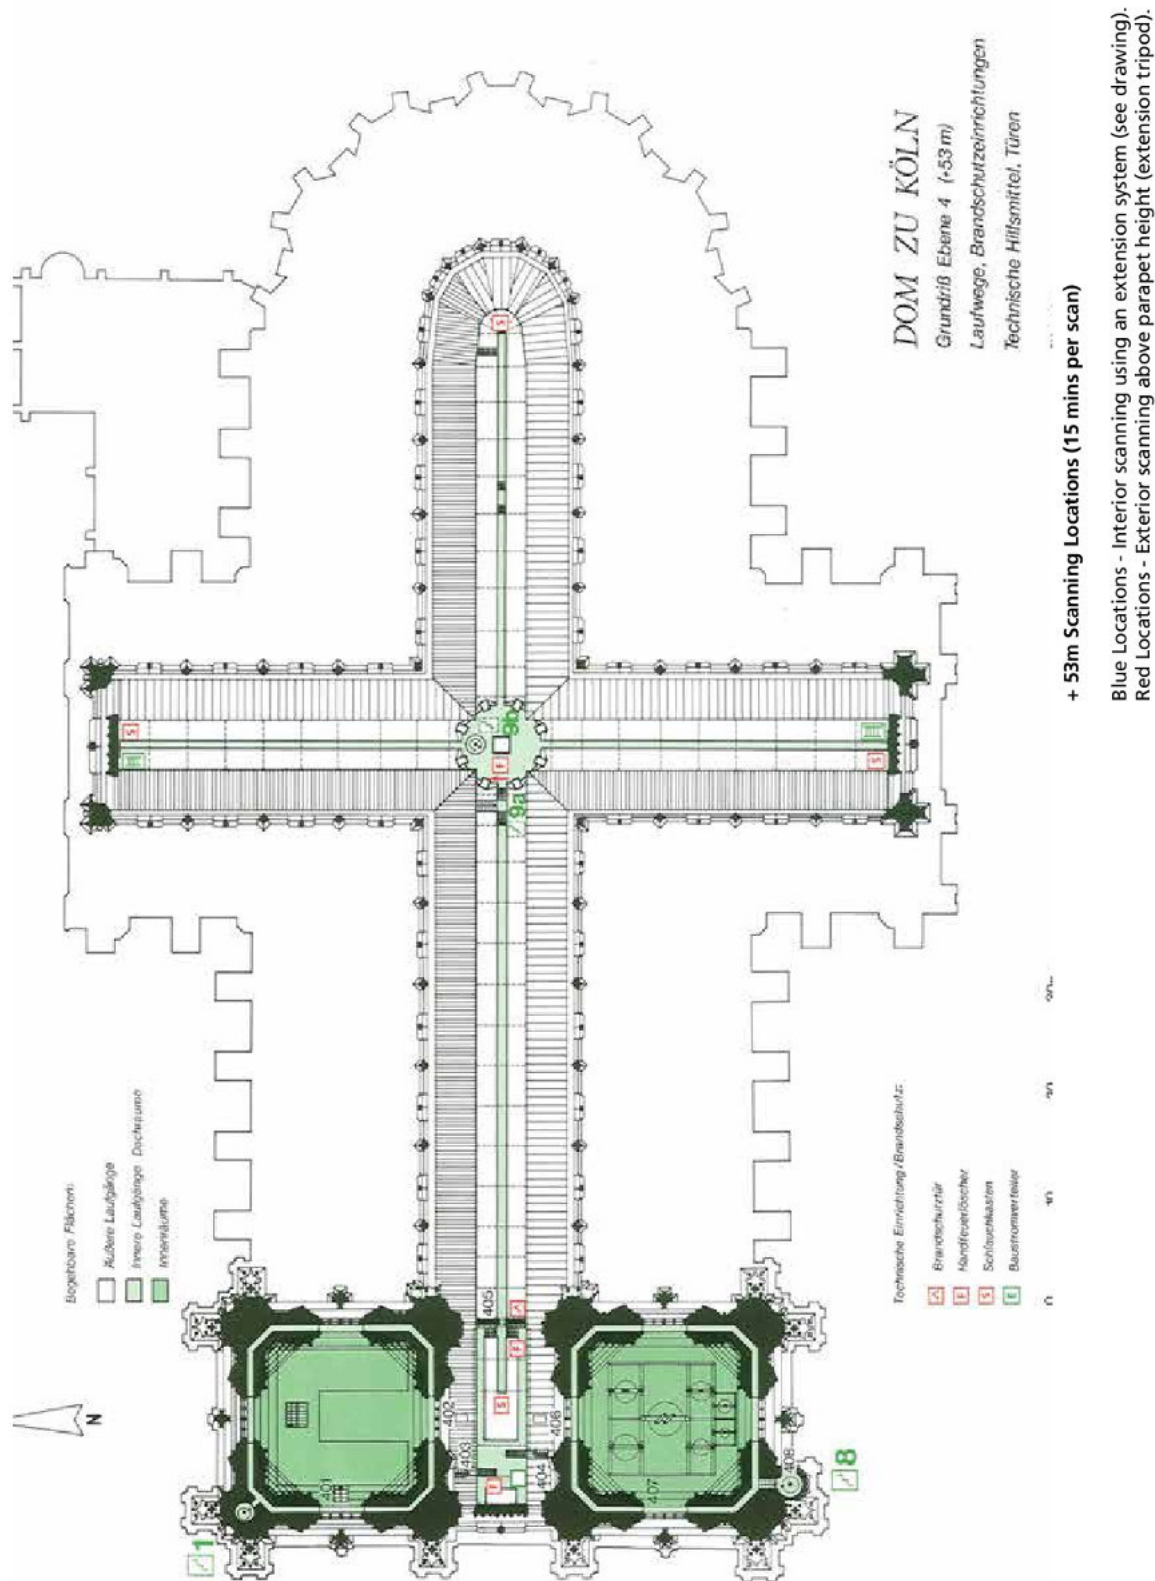 DOM ZU KÖLN
Grundriß Ebene 4 (+53 m)
Laufwege, Brandschutzeinrichtungen
Technische Hilfsmittel, Türen
+ 53m Scanning Locations (15 mins per scan)
Blue Locations - Interior scanning using an extension system (see drawing).
Red Locations - Exterior scanning above parapet height (extension tripod).
Begehbare Flächen:
Äußere Laufgänge
Innere Laufgänge Dachräume
Innenräume
Technische Einrichtung/Brandschutz:
Brandschutztür
F Handfeuerlöscher
S Schlauchkasten
E Baustromverteiler
0 10 20
N
1
8
9a
9b
401
402
403
404
405
406
407
408
S
S
S
S
F
F